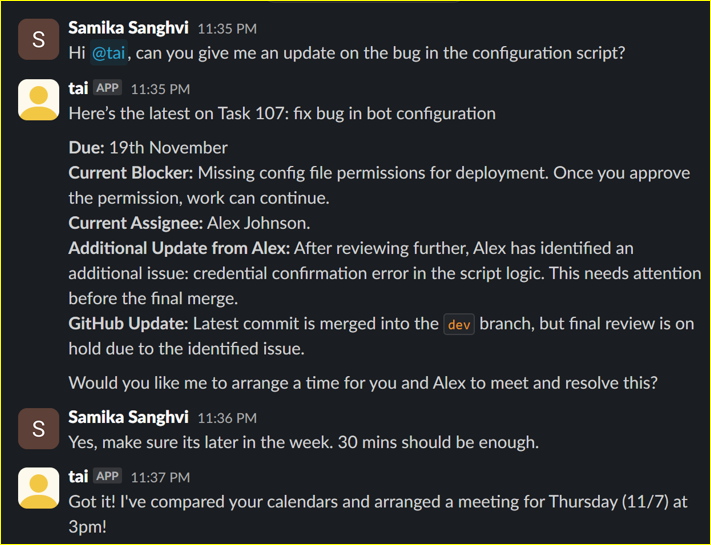 S
Samika Sanghvi 11:35 PM
Hi @tai, can you give me an update on the bug in the configuration script?
tai APP 11:35 PM
Here’s the latest on Task 107: fix bug in bot configuration
Due: 19th November
Current Blocker: Missing config file permissions for deployment. Once you approve
the permission, work can continue.
Current Assignee: Alex Johnson.
Additional Update from Alex: After reviewing further, Alex has identified an
additional issue: credential confirmation error in the script logic. This needs attention
before the final merge.
GitHub Update: Latest commit is merged into the dev branch, but final review is on
hold due to the identified issue.
Would you like me to arrange a time for you and Alex to meet and resolve this?
S
Samika Sanghvi 11:36 PM
Yes, make sure its later in the week. 30 mins should be enough.
tai APP 11:37 PM
Got it! I've compared your calendars and arranged a meeting for Thursday (11/7) at
3pm!